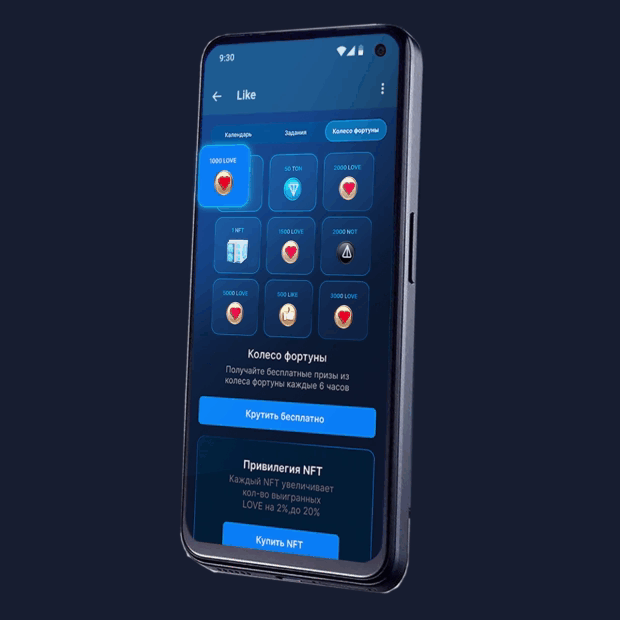 9:30
Like
Календарь
Задания
Колесо фортуны
1000 LOVE
50 TON
2000 LOVE
1 NFT
1500 LOVE
2000 NOT
500 LIKE
3000 LOVE
Колесо фортуны
Получайте бесплатные призы из
колеса фортуны каждые 6 часов
Крутить бесплатно
Привилегия NFT
Каждый NFT увеличивает
кол-во выигранных
LOVE на 2%,до 20%
Купить NFT